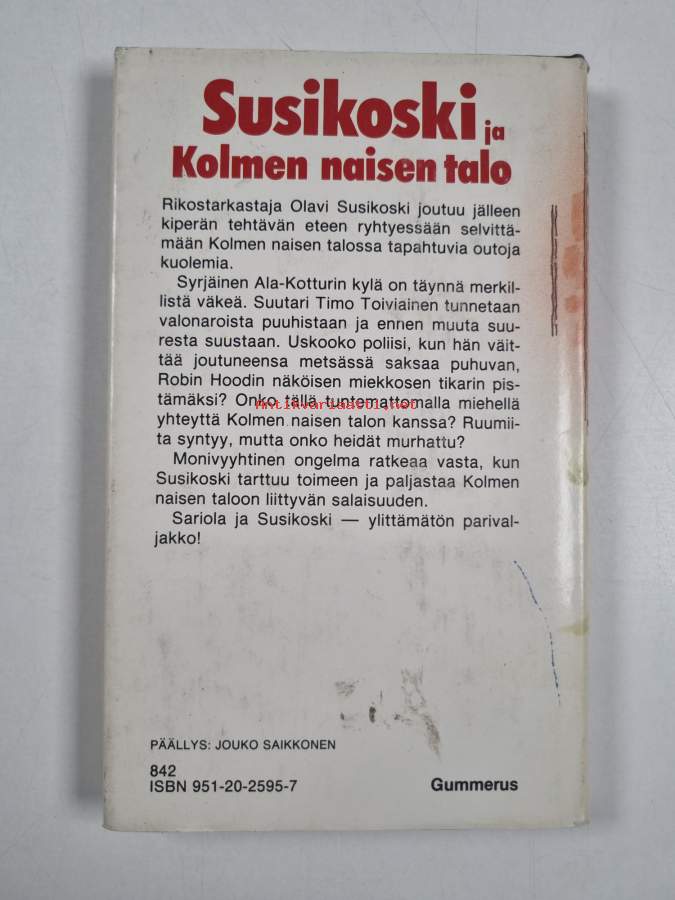 Susikoski ja
Kolmen naisen talo
Rikostarkastaja Olavi Susikoski joutuu jälleen
kiperän tehtävän eteen ryhtyessään selvittä-
mään Kolmen naisen talossa tapahtuvia outoja
kuolemia.
Syrjäinen Ala-Kotturin kylä on täynnä merkil-
listä väkeä. Suutari Timo Toiviainen tunnetaan
valonaroista puuhistaan ja ennen muuta suu-
resta suustaan. Uskooko poliisi, kun hän väit-
tää joutuneensa metsässä saksaa puhuvan,
Robin Hoodin näköisen miekkosen tikarin pis-
tämäksi? Onko tällä tuntemattomalla miehellä
Antikvariaatti.net
yhteyttä Kolmen naisen talon kanssa? Ruumii-
ta syntyy, mutta onko heidät murhattu?
Monivyyhtinen ongelma ratkeaa vasta, kun
Susikoski tarttuu toimeen ja paljastaa Kolmen
naisen taloon liittyvän salaisuuden.
Sariola ja Susikoski — ylittämätön parival-
jakko!
PÄÄLLYS: JOUKO SAIKKONEN
842
ISBN 951-20-2595-7
Gummerus